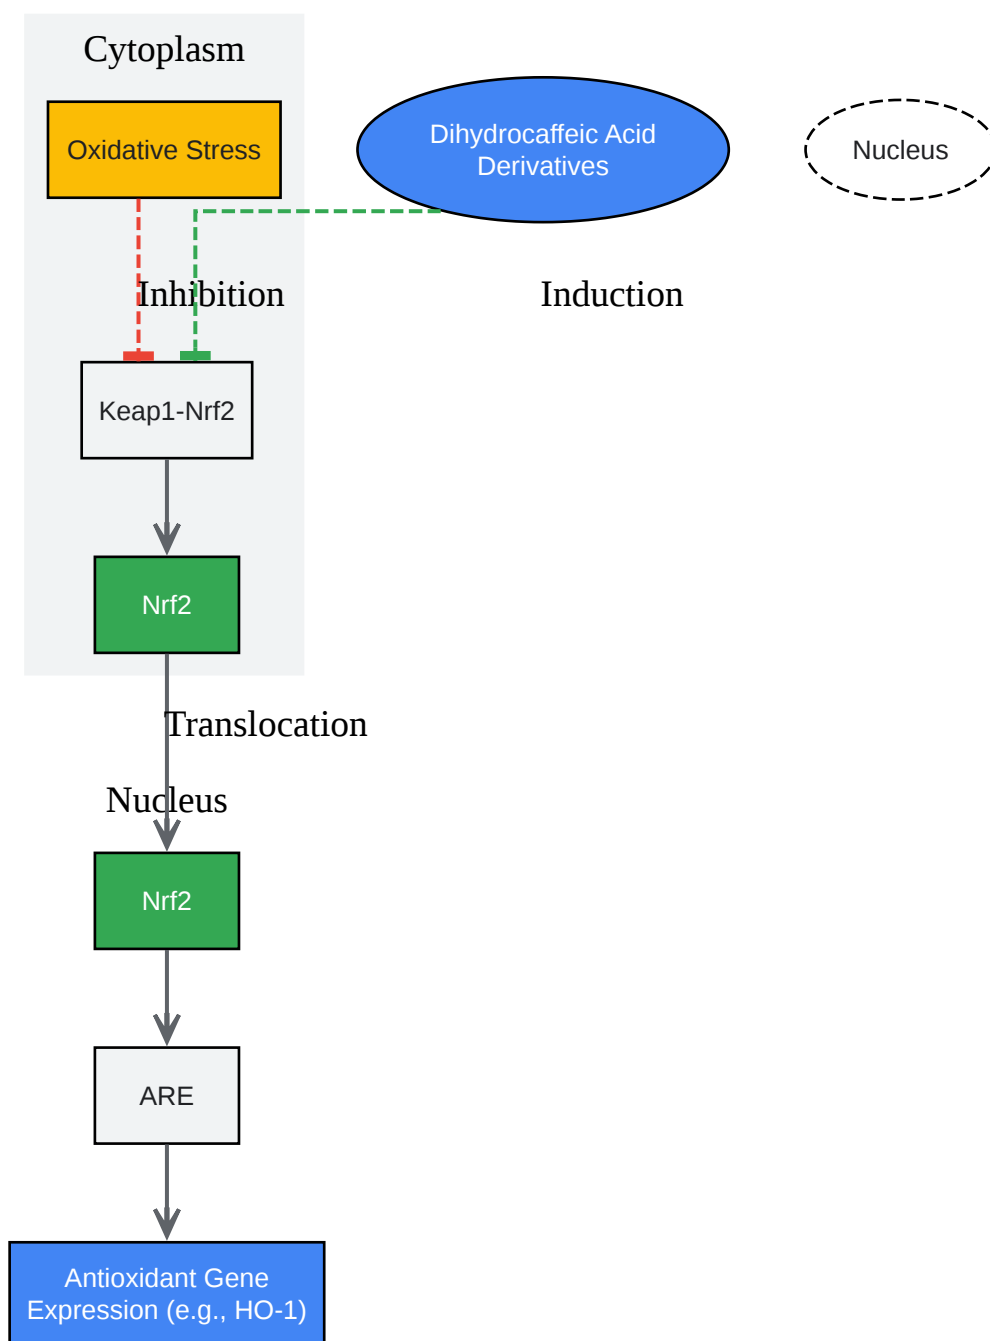 Cytoplasm
Oxidative Stress
Dihydrocaffeic Acid
Derivatives
Nucleus
Inhibition
Induction
Keap1-Nrf2
Nrf2
Translocation
Nucleus
Nrf2
ARE
Antioxidant Gene
Expression (e.g., HO-1)